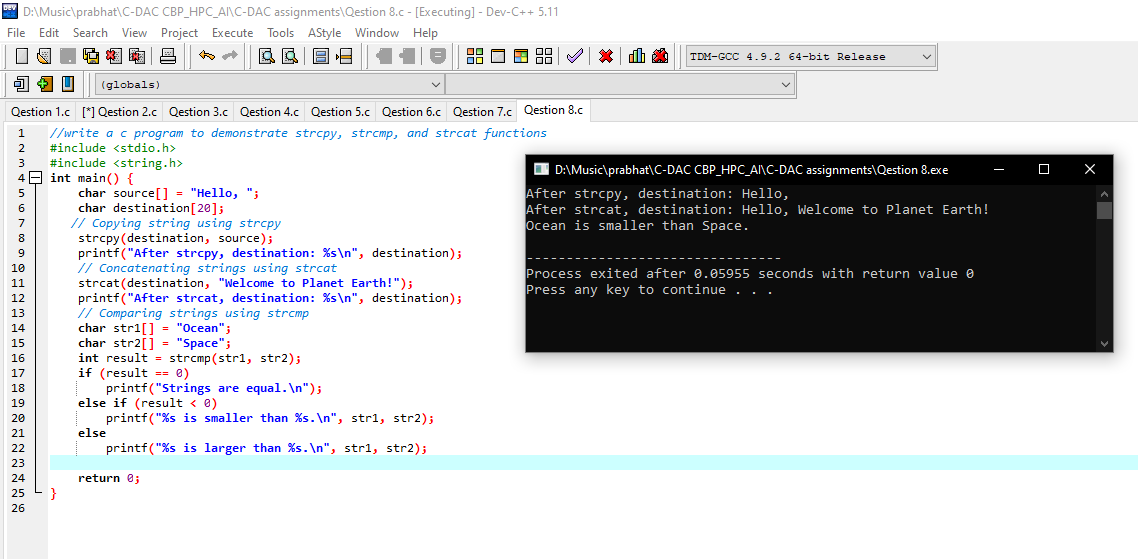 D:\Music\prabhat\C-DAC CBP_HPC_AI\C-DAC assignments\Qestion 8.c - [Executing] - Dev-C++ 5.11
File Edit Search View Project Execute Tools AStyle Window Help
TDM-GCC 4.9.2 64-bit Release
(globals)
Qestion 1.c [*] Qestion 2.c Qestion 3.c Qestion 4.c Qestion 5.c Qestion 6.c Qestion 7.c Qestion 8.c
1 //write a c program to demonstrate strcpy, strcmp, and strcat functions
2 #include <stdio.h>
3 #include <string.h>
4 int main() {
5 char source[] = "Hello, ";
6 char destination[20];
7 // Copying string using strcpy
8 strcpy(destination, source);
9 printf("After strcpy, destination: %s\n", destination);
10 // Concatenating strings using strcat
11 strcat(destination, "Welcome to Planet Earth!");
12 printf("After strcat, destination: %s\n", destination);
13 // Comparing strings using strcmp
14 char str1[] = "Ocean";
15 char str2[] = "Space";
16 int result = strcmp(str1, str2);
17 if (result == 0)
18 printf("Strings are equal.\n");
19 else if (result < 0)
20 printf("%s is smaller than %s.\n", str1, str2);
21 else
22 printf("%s is larger than %s.\n", str1, str2);
23
24 return 0;
25 }
26
D:\Music\prabhat\C-DAC CBP_HPC_AI\C-DAC assignments\Qestion 8.exe
After strcpy, destination: Hello,
After strcat, destination: Hello, Welcome to Planet Earth!
Ocean is smaller than Space.
--------------------------------
Process exited after 0.05955 seconds with return value 0
Press any key to continue . . .